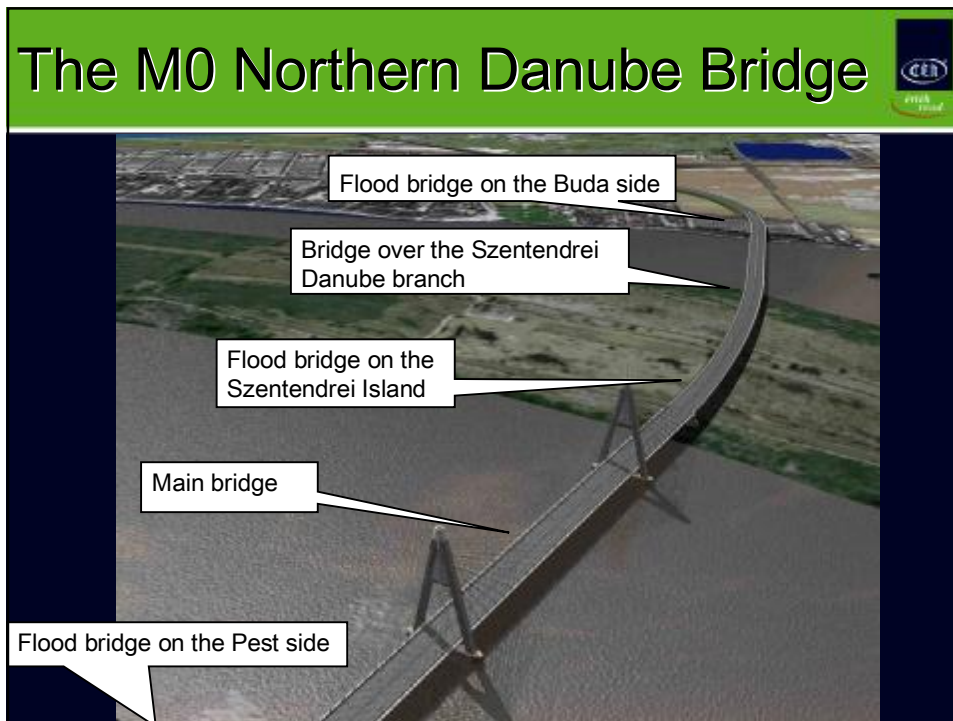 The M0 Northern Danube Bridge
Flood bridge on the Buda side
Bridge over the Szentendrei
Danube branch
Flood bridge on the
Szentendrei Island
Main bridge
Flood bridge on the Pest side